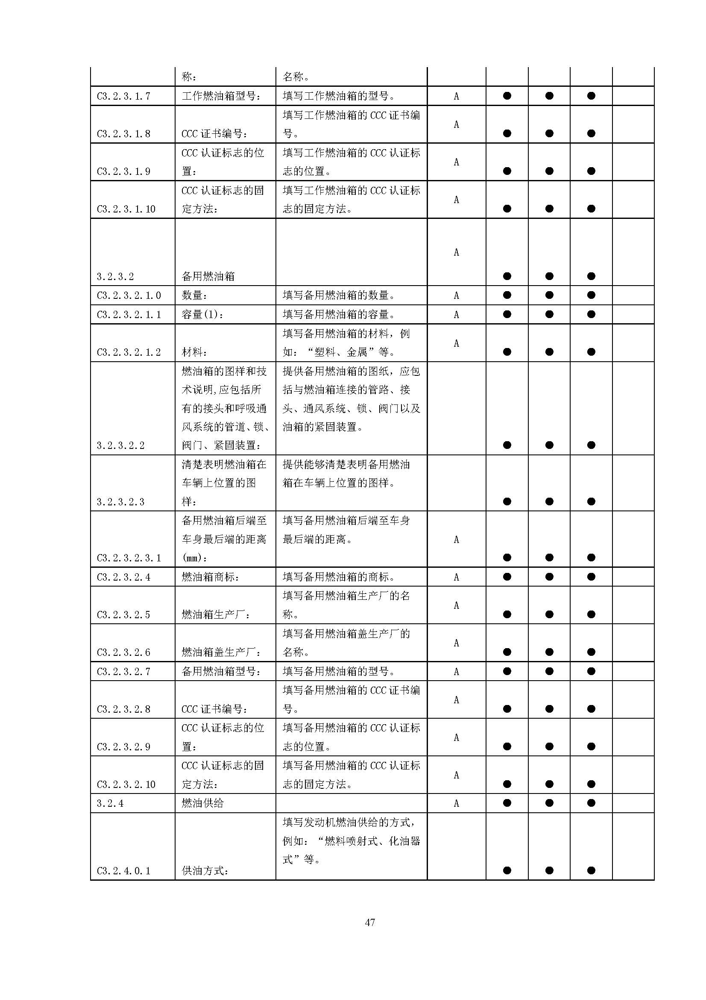 称： 名称。
C3.2.3.1.7 工作燃油箱型号： 填写工作燃油箱的型号。 A ● ● ●
填写工作燃油箱的 CCC 证书编
A
C3.2.3.1.8 CCC 证书编号： 号。 ● ● ●
CCC 认证标志的位 填写工作燃油箱的 CCC 认证标
A
C3.2.3.1.9 置： 志的位置。 ● ● ●
CCC 认证标志的固 填写工作燃油箱的 CCC 认证标
A
C3.2.3.1.10 定方法： 志的固定方法。 ● ● ●
A
3.2.3.2 备用燃油箱 ● ● ●
C3.2.3.2.1.0 数量： 填写备用燃油箱的数量。 A ● ● ●
C3.2.3.2.1.1 容量(1)： 填写备用燃油箱的容量。 A ● ● ●
填写备用燃油箱的材料，例
A
C3.2.3.2.1.2 材料： 如：“塑料、金属”等。 ● ● ●
燃油箱的图样和技 提供备用燃油箱的图纸，应包
术说明,应包括所 括与燃油箱连接的管路、接
有的接头和呼吸通 头、通风系统、锁、阀门以及
风系统的管道、锁、 油箱的紧固装置。
3.2.3.2.2 阀门、紧固装置： ● ● ●
清楚表明燃油箱在 提供能够清楚表明备用燃油
车辆上位置的图 箱在车辆上位置的图样。
3.2.3.2.3 样： ● ● ●
备用燃油箱后端至 填写备用燃油箱后端至车身
车身最后端的距离 最后端的距离。 A
C3.2.3.2.3.1 (mm)： ● ● ●
C3.2.3.2.4 燃油箱商标： 填写备用燃油箱的商标。 A ● ● ●
填写备用燃油箱生产厂的名
A
C3.2.3.2.5 燃油箱生产厂： 称。 ● ● ●
填写备用燃油箱盖生产厂的
A
C3.2.3.2.6 燃油箱盖生产厂： 名称。 ● ● ●
C3.2.3.2.7 备用燃油箱型号： 填写备用燃油箱的型号。 A ● ● ●
填写备用燃油箱的 CCC 证书编
A
C3.2.3.2.8 CCC 证书编号： 号。 ● ● ●
CCC 认证标志的位 填写备用燃油箱的 CCC 认证标
A
C3.2.3.2.9 置： 志的位置。 ● ● ●
CCC 认证标志的固 填写备用燃油箱的 CCC 认证标
A
C3.2.3.2.10 定方法： 志的固定方法。 ● ● ●
3.2.4 燃油供给 A ● ● ●
填写发动机燃油供给的方式，
例如：“燃料喷射式、化油器
式”等。
C3.2.4.0.1 供油方式： ● ● ●
47